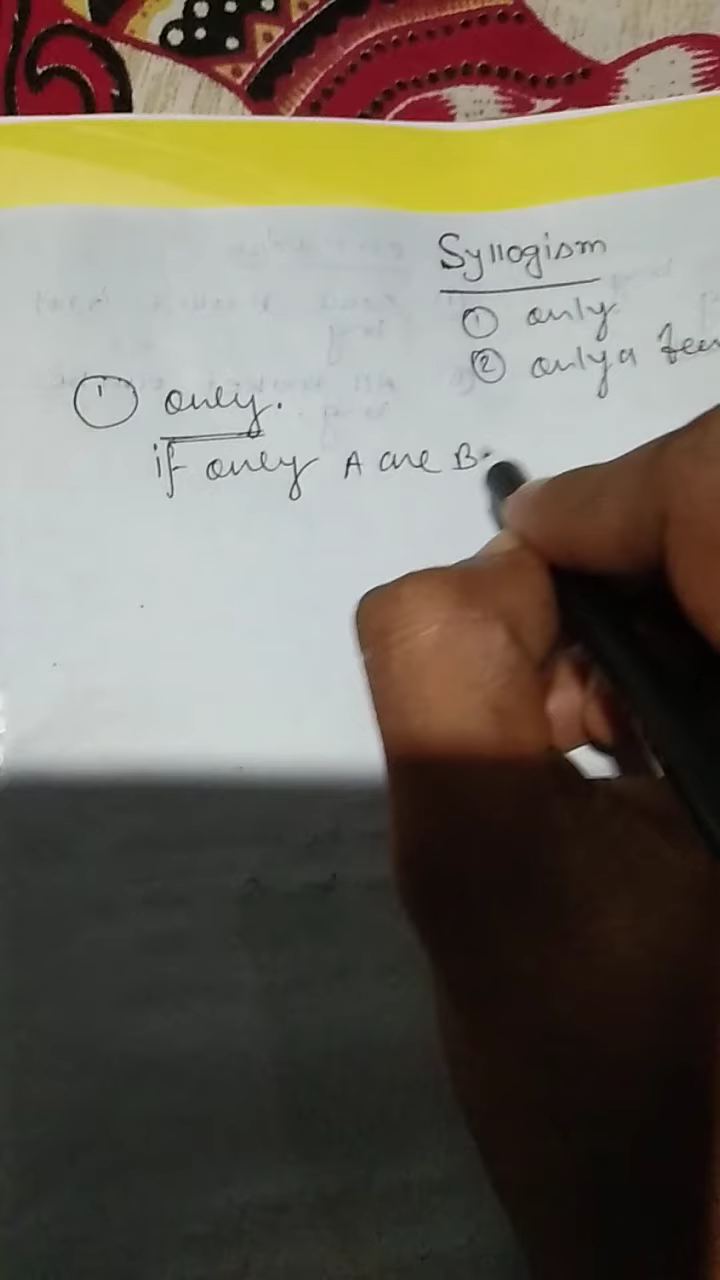 Syllogism
① only
② only a few
① only.
if only A are B.